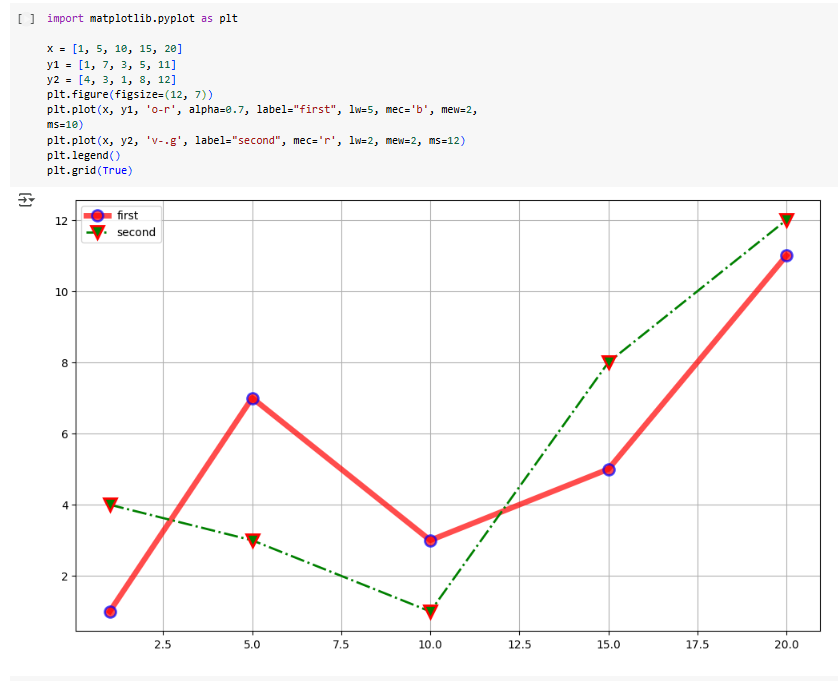 [ ] import matplotlib.pyplot as plt
x = [1, 5, 10, 15, 20]
y1 = [1, 7, 3, 5, 11]
y2 = [4, 3, 1, 8, 12]
plt.figure(figsize=(12, 7))
plt.plot(x, y1, 'o-r', alpha=0.7, label="first", lw=5, mec='b', mew=2,
ms=10)
plt.plot(x, y2, 'v-.g', label="second", mec='r', lw=2, mew=2, ms=12)
plt.legend()
plt.grid(True)
first
second
12
10
8
6
4
2
2.5 5.0 7.5 10.0 12.5 15.0 17.5 20.0